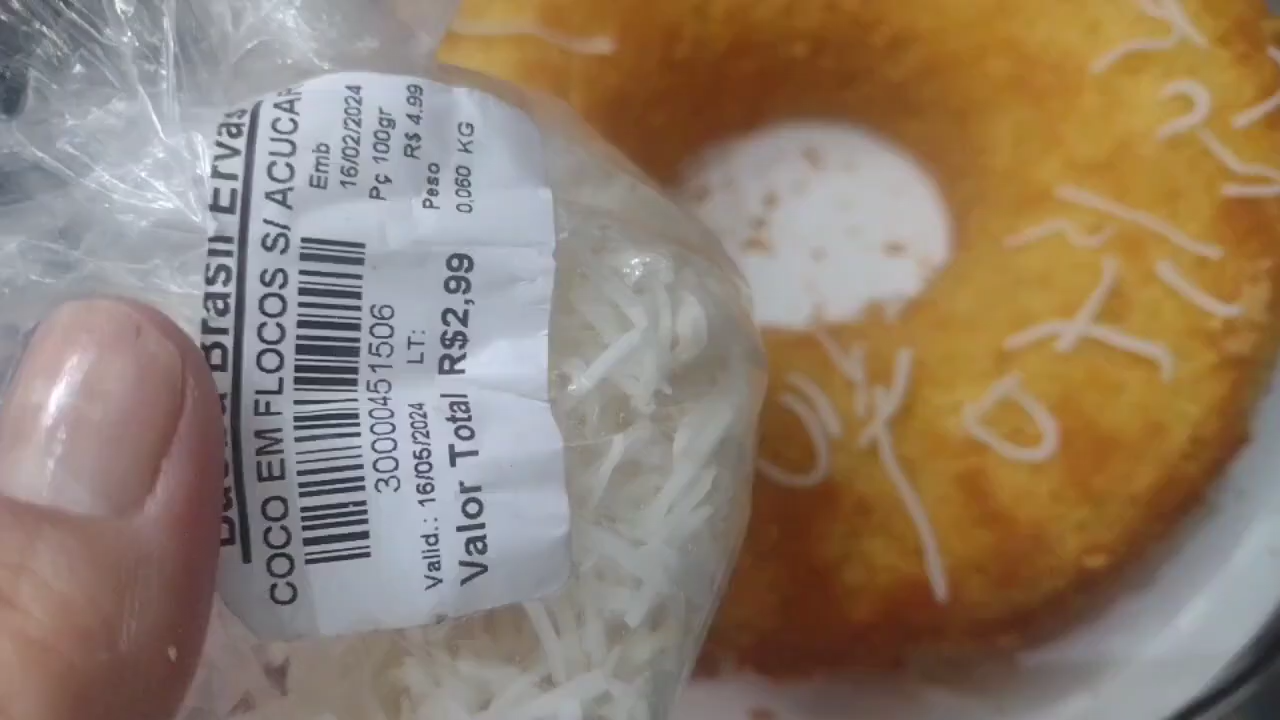 Brasil Ervas
COCO EM FLOCOS S/ ACUCAR
Emb
16/02/2024
Pç 100gr
R$ 4.99
Peso
0,060 KG
3000451506
Valid.: 16/05/2024 LT:
Valor Total R$2,99